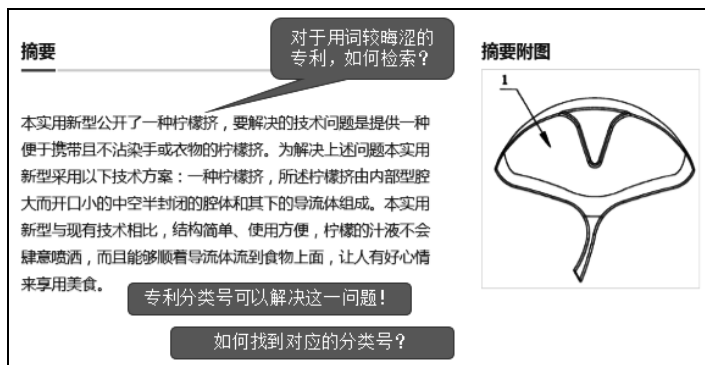 摘要
对于用词较晦涩的
专利，如何检索？
摘要附图
1
本实用新型公开了一种柠檬挤，要解决的技术问题是提供一种
便于携带且不沾染手或衣物的柠檬挤。为解决上述问题本实用
新型采用以下技术方案：一种柠檬挤，所述柠檬挤由内部型腔
大而开口小的中空半封闭的腔体和其下的导流体组成。本实用
新型与现有技术相比，结构简单、使用方便，柠檬的汁液不会
肆意喷洒，而且能够顺着导流体流到食物上面，让人有好心情
来享用美食。
专利分类号可以解决这一问题！
如何找到对应的分类号？